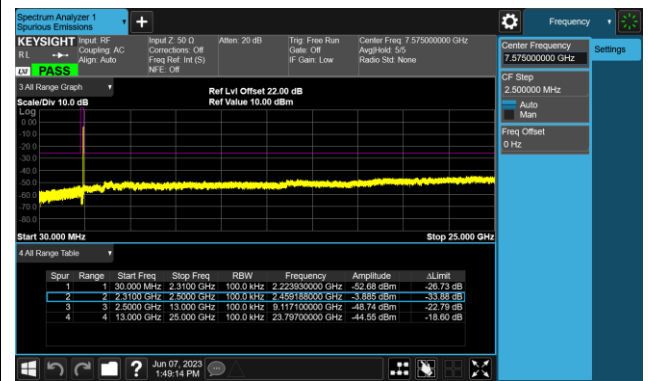 Spectrum Analyzer 1
Spurious Emissions
Frequency
KEYSIGHT
Input: RF
Input Z: 50 Ω
Atten: 20 dB
Trig: Free Run
Center Freq: 7.575000000 GHz
RL
Coupling: AC
Corrections: Off
Gate: Off
Avg|Hold: 5/5
Align: Auto
Freq Ref: Int (S)
IF Gain: Low
Radio Std: None
NFE: Off
LXI
PASS
Center Frequency
7.575000000 GHz
Settings
CF Step
2.500000 MHz
Auto
Man
Freq Offset
0 Hz
3 All Range Graph
Ref Lvl Offset 22.00 dB
Scale/Div 10.0 dB
Ref Value 10.00 dBm
Log
0.00
-10.0
-20.0
-30.0
-40.0
-50.0
-60.0
-70.0
-80.0
Start 30.000 MHz
Stop 25.000 GHz
4 All Range Table
Spur Range Start Freq Stop Freq RBW Frequency Amplitude ΔLimit
1 1 30.000 MHz 2.3100 GHz 100.0 kHz 2.223930000 GHz -52.68 dBm -26.73 dB
2 2 2.3100 GHz 2.5000 GHz 100.0 kHz 2.459188000 GHz -3.885 dBm -33.88 dB
3 3 2.5000 GHz 13.000 GHz 100.0 kHz 9.117100000 GHz -48.74 dBm -22.79 dB
4 4 13.000 GHz 25.000 GHz 100.0 kHz 23.79700000 GHz -44.55 dBm -18.60 dB
Jun 07, 2023
1:49:14 PM